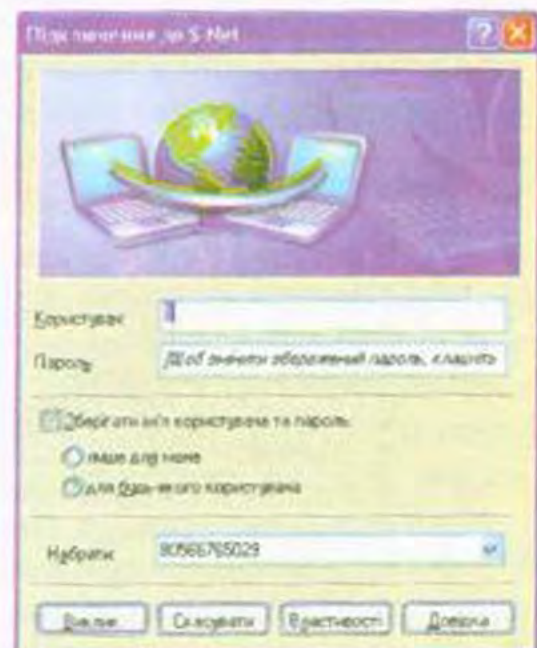 Підключення до S-Net
Користувач:
Пароль: [Щоб змінити збережений пароль, клацніть
Зберігати ім'я користувача та пароль:
лише для мене
для будь-якого користувача
Набрати: 80566765029
Виклик Скасувати Властивості Довідка